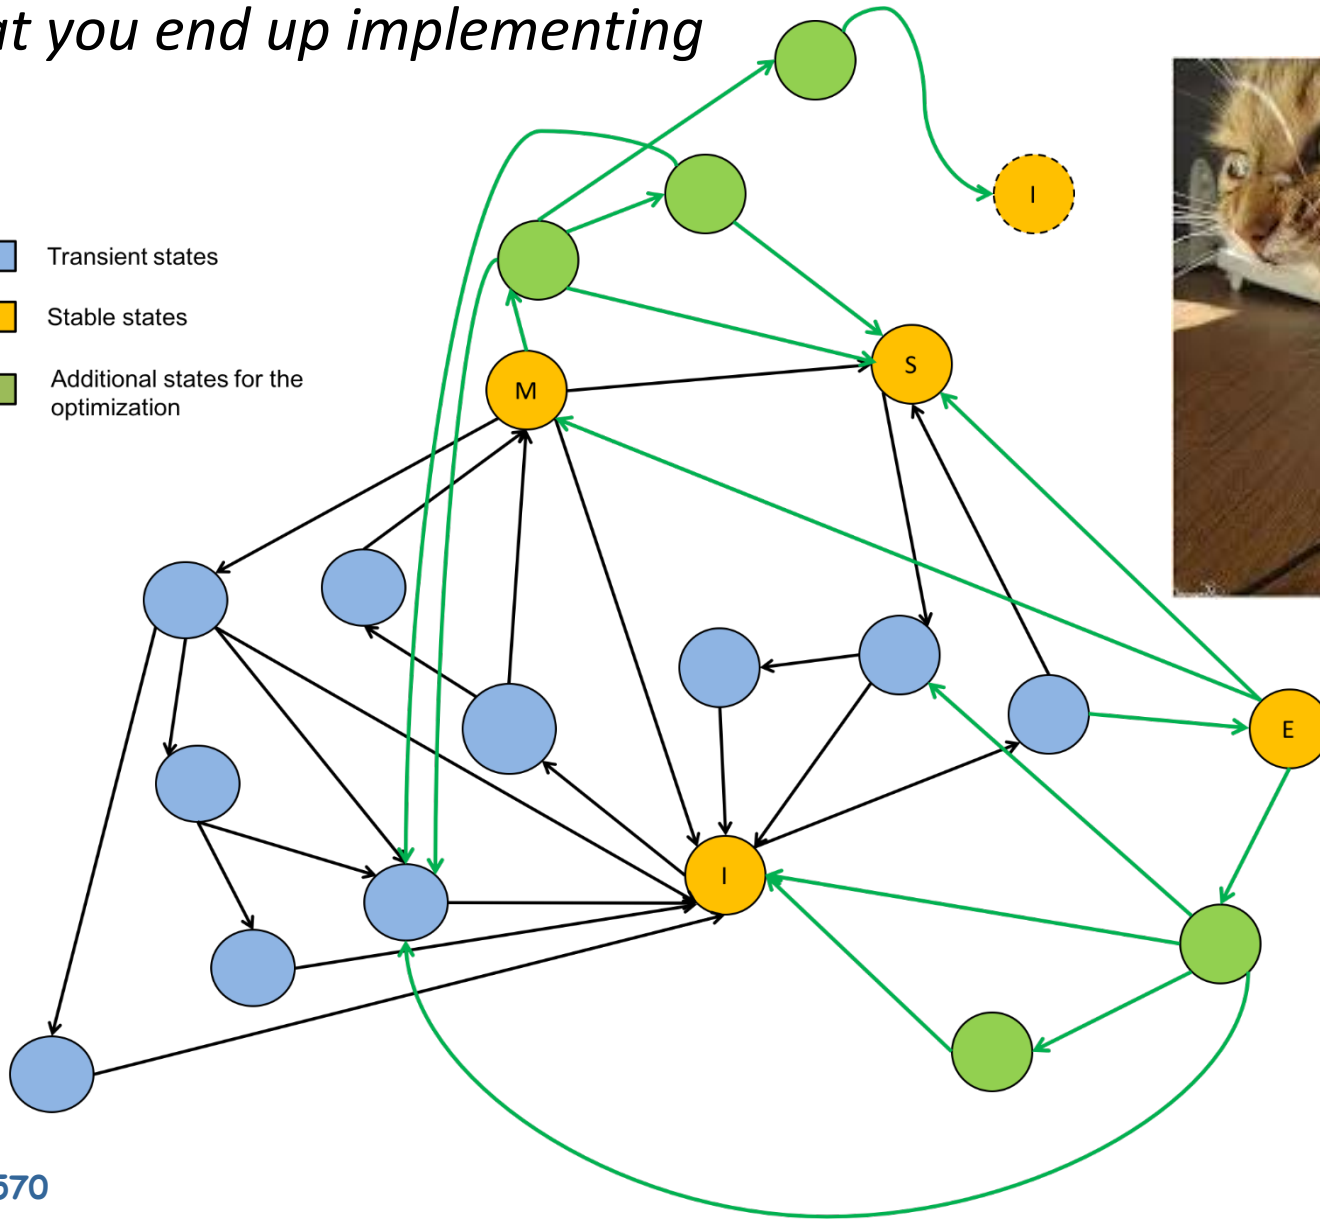 at you end up implementing
I
Transient states
Stable states
Additional states for the
optimization
S
M
E
I
570